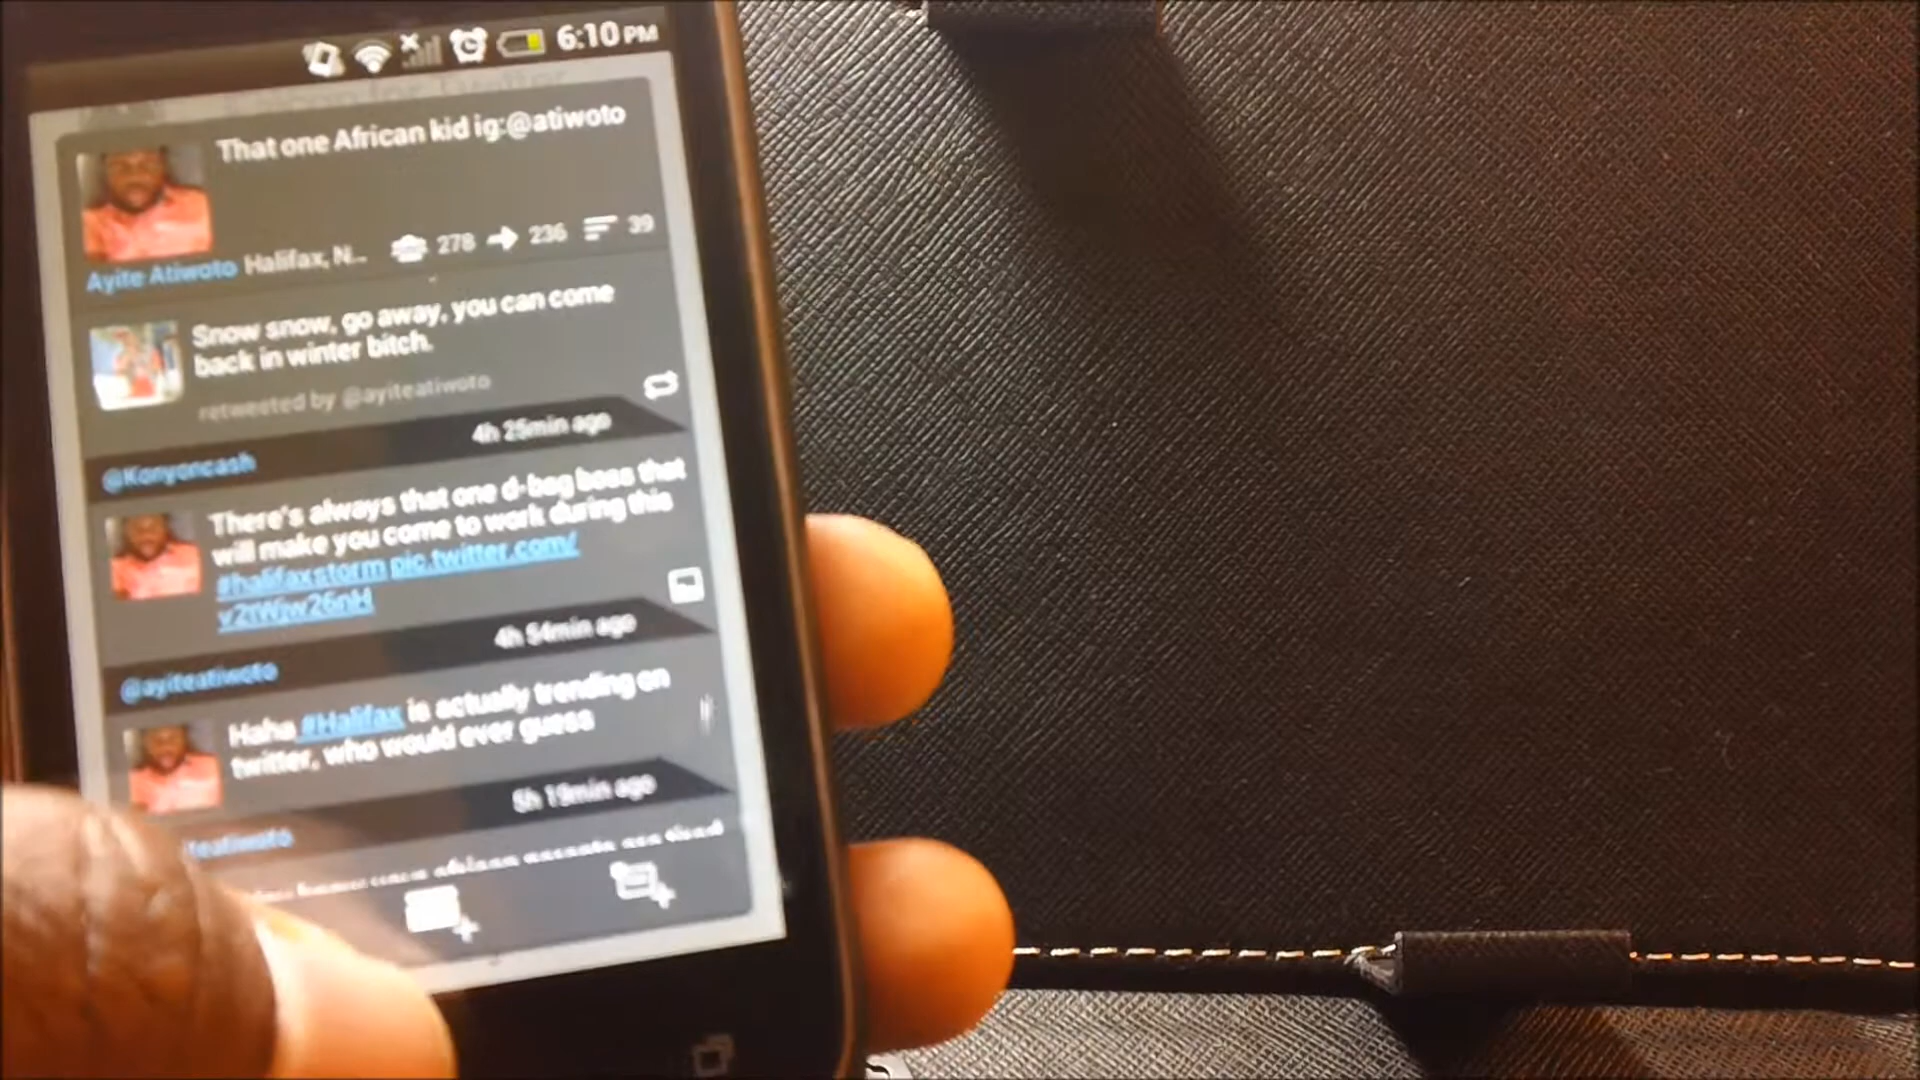 6:10 PM
That one African kid ig:@atiwoto
Ayite Atiwoto Halifax, N... 278 236 39
Snow snow, go away, you can come
back in winter bitch.
retweeted by @ayiteatiwoto
4h 25min ago
@Konyoncash
There's always that one d-bag boss that
will make you come to work during this
#halifaxstorm pic.twitter.com/
4h 54min ago
@ayiteatiwoto
Haha #Halifax is actually trending on
twitter, who would ever guess
5h 19min ago
teatiwoto